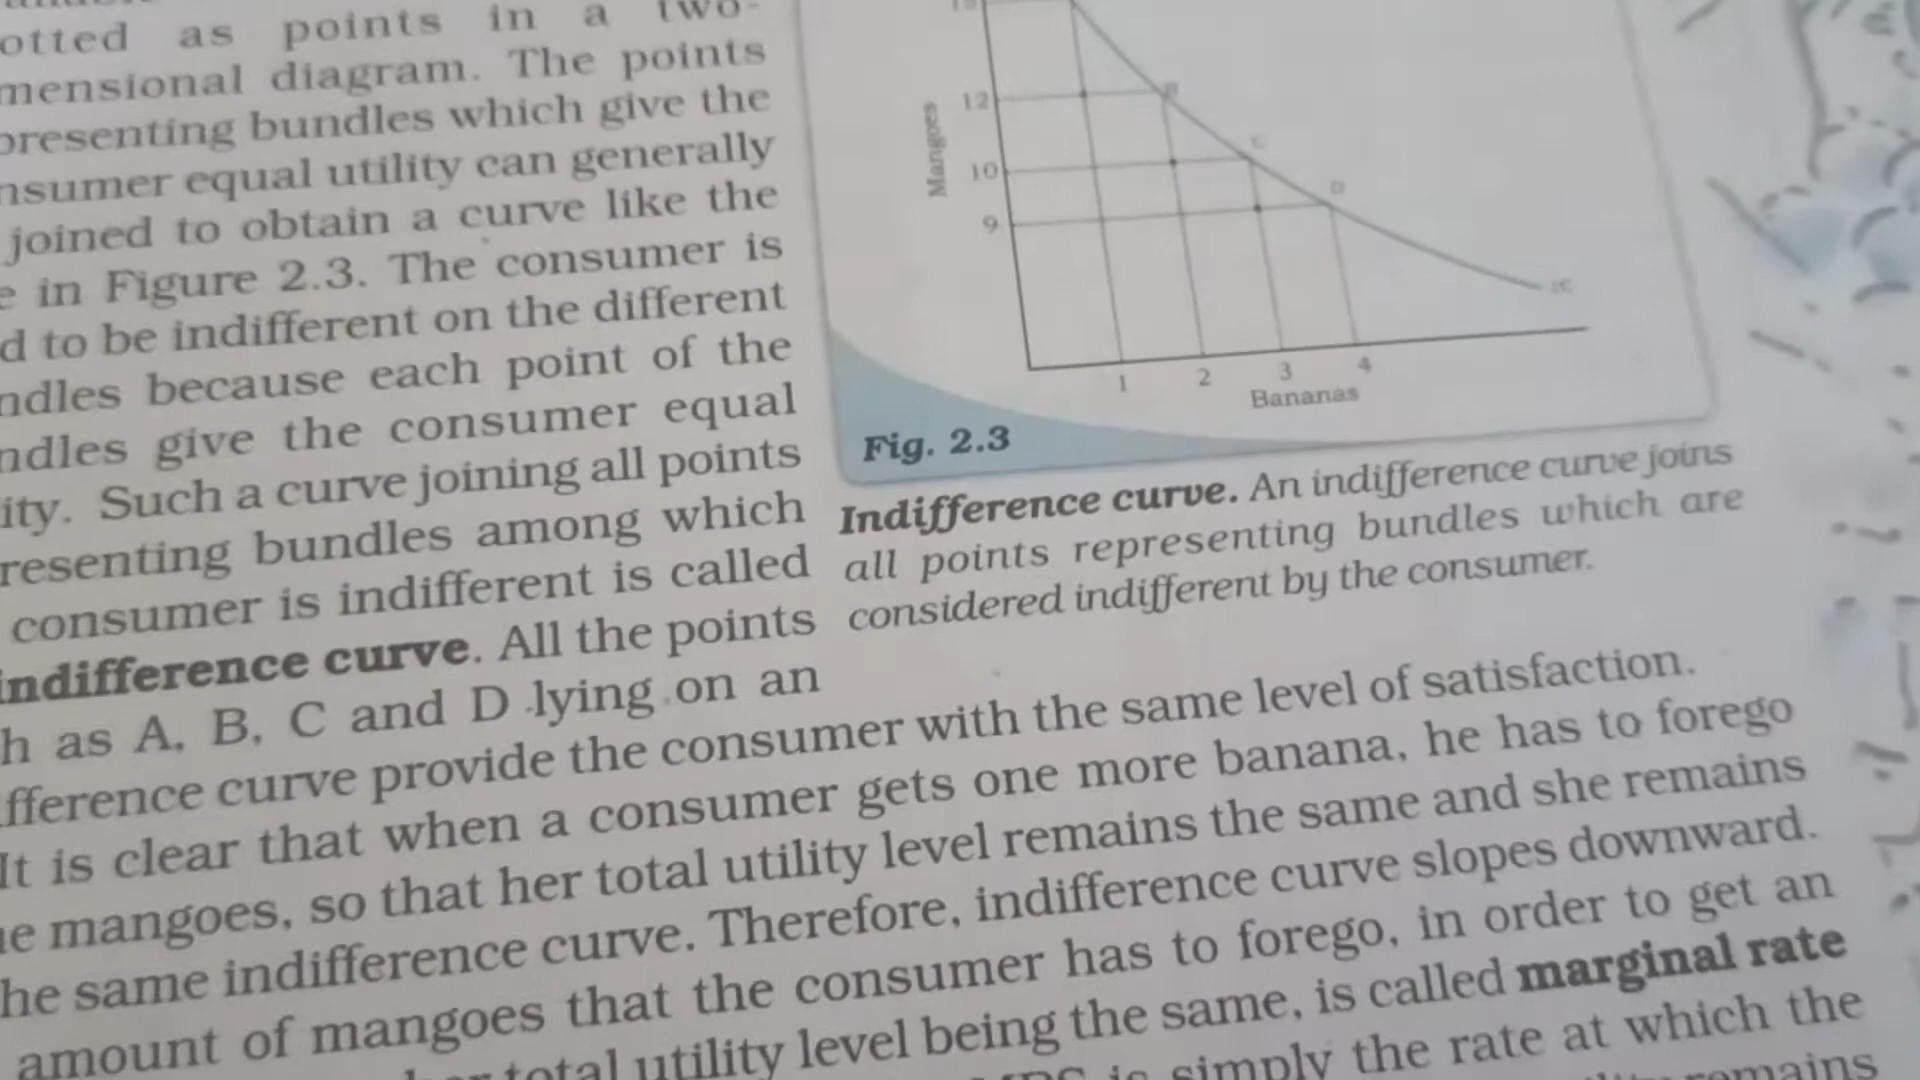 otted as points in a two-
mensional diagram. The points
presenting bundles which give the
nsumer equal utility can generally
joined to obtain a curve like the
e in Figure 2.3. The consumer is
d to be indifferent on the different
ndles because each point of the
ndles give the consumer equal
ity. Such a curve joining all points
resenting bundles among which
consumer is indifferent is called
indifference curve. All the points
h as A, B, C and D lying on an
fference curve provide the consumer with the same level of satisfaction.
It is clear that when a consumer gets one more banana, he has to forego
e mangoes, so that her total utility level remains the same and she remains
he same indifference curve. Therefore, indifference curve slopes downward.
amount of mangoes that the consumer has to forego, in order to get an
total utility level being the same, is called marginal rate
is simply the rate at which the
remains
Mangoes
12
10
9
B
C
D
IC
1 2 3 4
Bananas
Fig. 2.3
Indifference curve. An indifference curve joins
all points representing bundles which are
considered indifferent by the consumer.